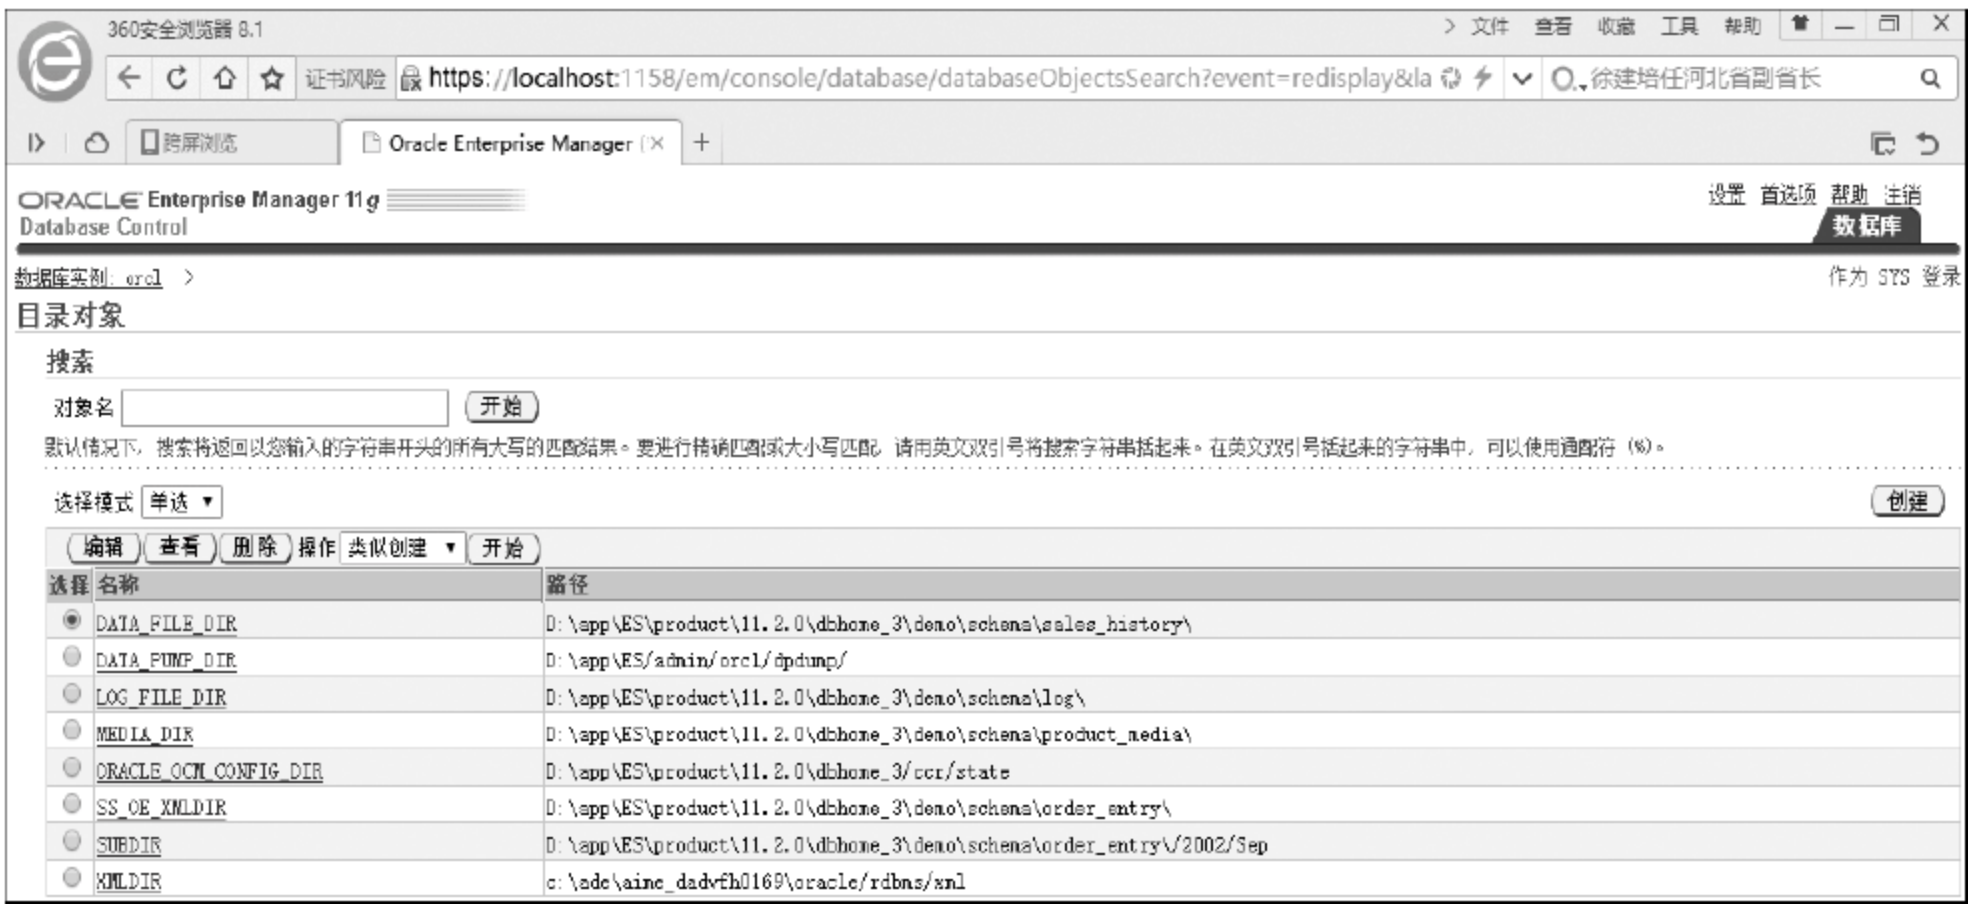 360安全浏览器 8.1
文件 查看 收藏 工具 帮助
证书风险 https://localhost:1158/em/console/database/databaseObjectsSearch?event=redisplay&la 徐建培任河北省副省长
跨屏浏览 Oracle Enterprise Manager (
ORACLE Enterprise Manager 11g
Database Control
设置 首选项 帮助 注销
数据库
数据库实例: orcl >
作为 SYS 登录
目录对象
搜索
对象名 开始
默认情况下, 搜索将返回以您输入的字符串开头的所有大写的匹配结果。要进行精确匹配或大小写匹配, 请用英文双引号将搜索字符串括起来。在英文双引号括起来的字符串中, 可以使用通配符 (%)。
选择模式 单选
创建
编辑 查看 删除 操作 类似创建 开始
选择 名称 路径
DATA_FILE_DIR D:\app\ES\product\11.2.0\dbhome_3\demo\schema\sales_history\
DATA_PUMP_DIR D:\app\ES/admin/orcl/dpdump/
LOG_FILE_DIR D:\app\ES\product\11.2.0\dbhome_3\demo\schema\log\
MEDIA_DIR D:\app\ES\product\11.2.0\dbhome_3\demo\schema\product_media\
ORACLE_OCM_CONFIG_DIR D:\app\ES\product\11.2.0\dbhome_3/ccr/state
SS_OE_XMLDIR D:\app\ES\product\11.2.0\dbhome_3\demo\schema\order_entry\
SUBDIR D:\app\ES\product\11.2.0\dbhome_3\demo\schema\order_entry\/2002/Sep
XMLDIR c:\ade\aime_dadvfh0169\oracle/rdbms/xml